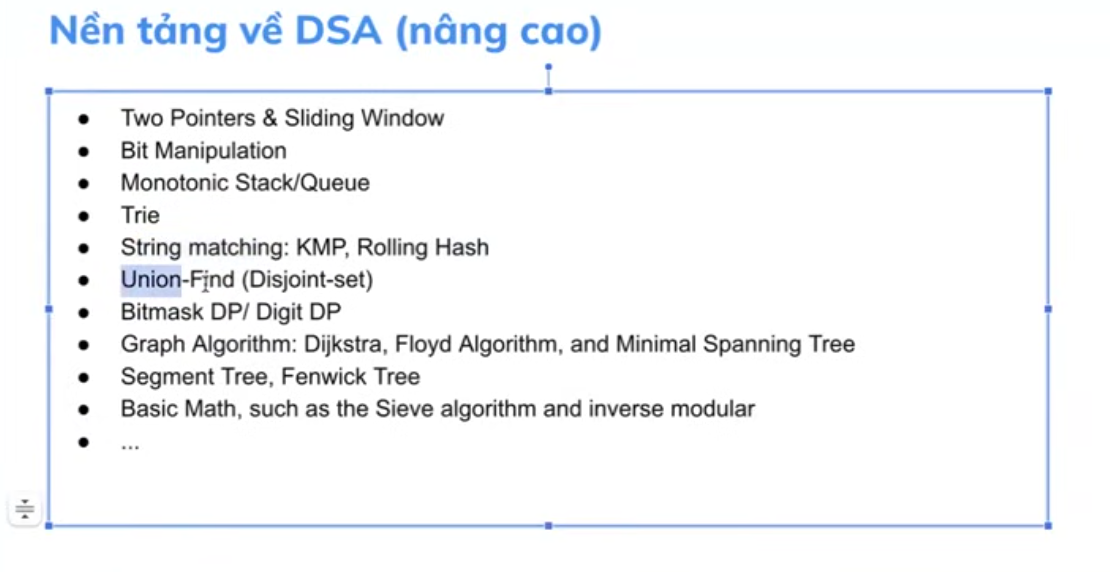 Nền tảng về DSA (nâng cao)
● Two Pointers & Sliding Window
● Bit Manipulation
● Monotonic Stack/Queue
● Trie
● String matching: KMP, Rolling Hash
● Union-Find (Disjoint-set)
● Bitmask DP/ Digit DP
● Graph Algorithm: Dijkstra, Floyd Algorithm, and Minimal Spanning Tree
● Segment Tree, Fenwick Tree
● Basic Math, such as the Sieve algorithm and inverse modular
● ...